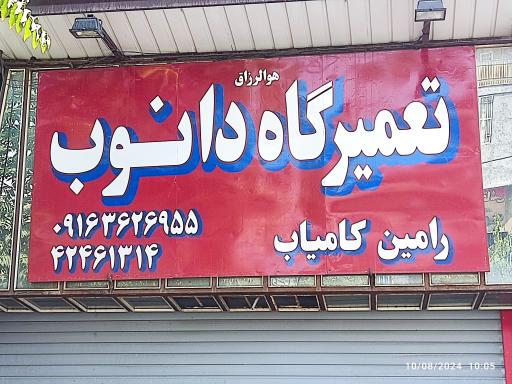 هوالرزاق
تعمیرگاه دانوب
رامین کامیاب
۰۹۱۶۳۶۲۶۹۵۵
۴۲۴۶۱۳۱۴
10/08/2024 10:05